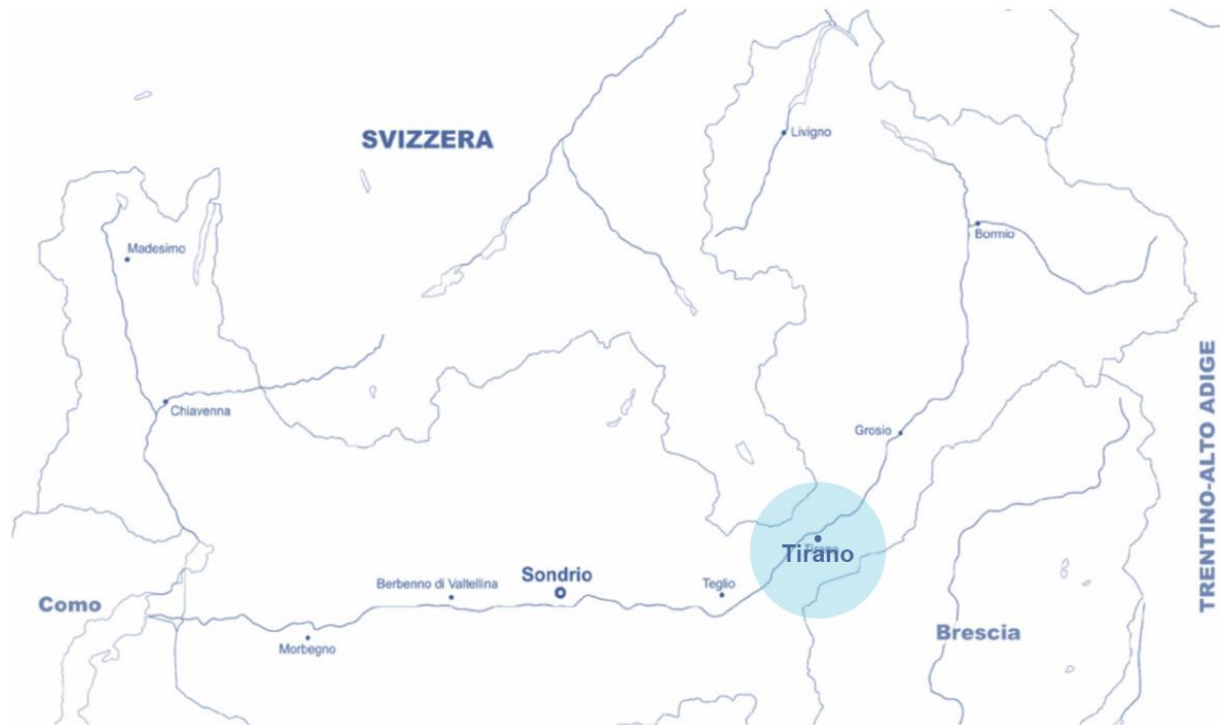 SVIZZERA
Livigno
Madesimo
Bormio
TRENTINO-ALTO ADIGE
Chiavenna
Grosio
Tirano
Sondrio
Berbenno di Valtellina
Teglio
Como
Brescia
Morbegno